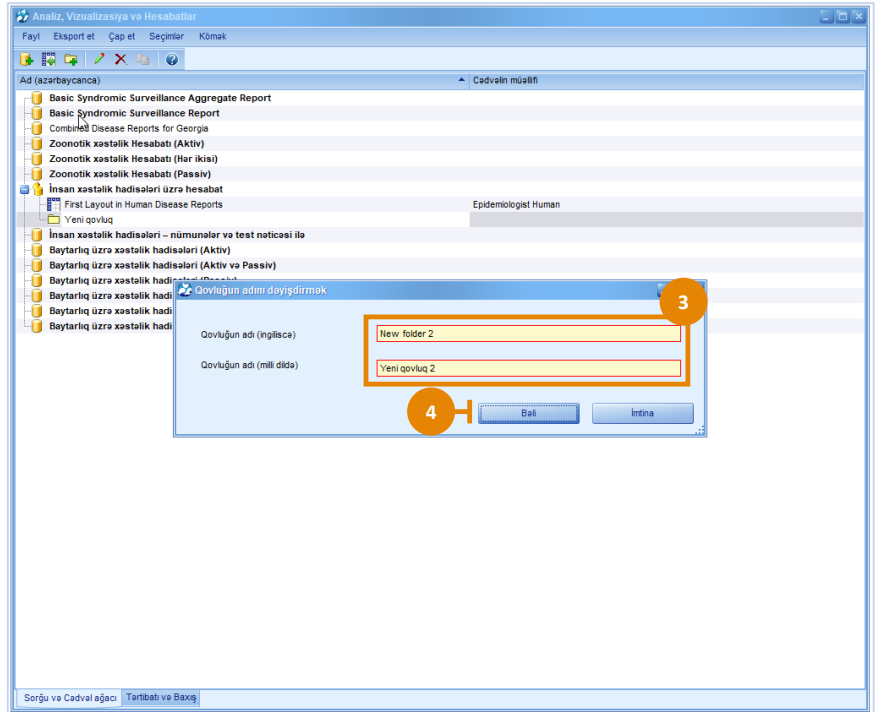 Analiz, Vizualizasiya və Hesabatlar
Fayl Eksport et Çap et Seçimlər Kömək
Ad (azərbaycanca) Cədvəlin müəllifi
Basic Syndromic Surveillance Aggregate Report
Basic Syndromic Surveillance Report
Combined Disease Reports for Georgia
Zoonotik xəstəlik Hesabatı (Aktiv)
Zoonotik xəstəlik Hesabatı (Hər ikisi)
Zoonotik xəstəlik Hesabatı (Passiv)
İnsan xəstəlik hadisələri üzrə hesabat
First Layout in Human Disease Reports Epidemiologist Human
Yeni qovluq
İnsan xəstəlik hadisələri – nümunələr və test nəticəsi ilə
Baytarlıq üzrə xəstəlik hadisələri (Aktiv)
Baytarlıq üzrə xəstəlik hadisələri (Aktiv və Passiv)
Baytarlıq üzrə xəstəlik hadisələri (Passiv)
Baytarlıq üzrə xəstəlik hadi
Baytarlıq üzrə xəstəlik hadi
Baytarlıq üzrə xəstəlik hadi
Qovluğun adını dəyişdirmək
3
Qovluğun adı (ingiliscə) New folder 2
Qovluğun adı (milli dildə) Yeni qovluq 2
4 Bəli İmtina
Sorğu və Cədvəl ağacı Tərtibatı və Baxış